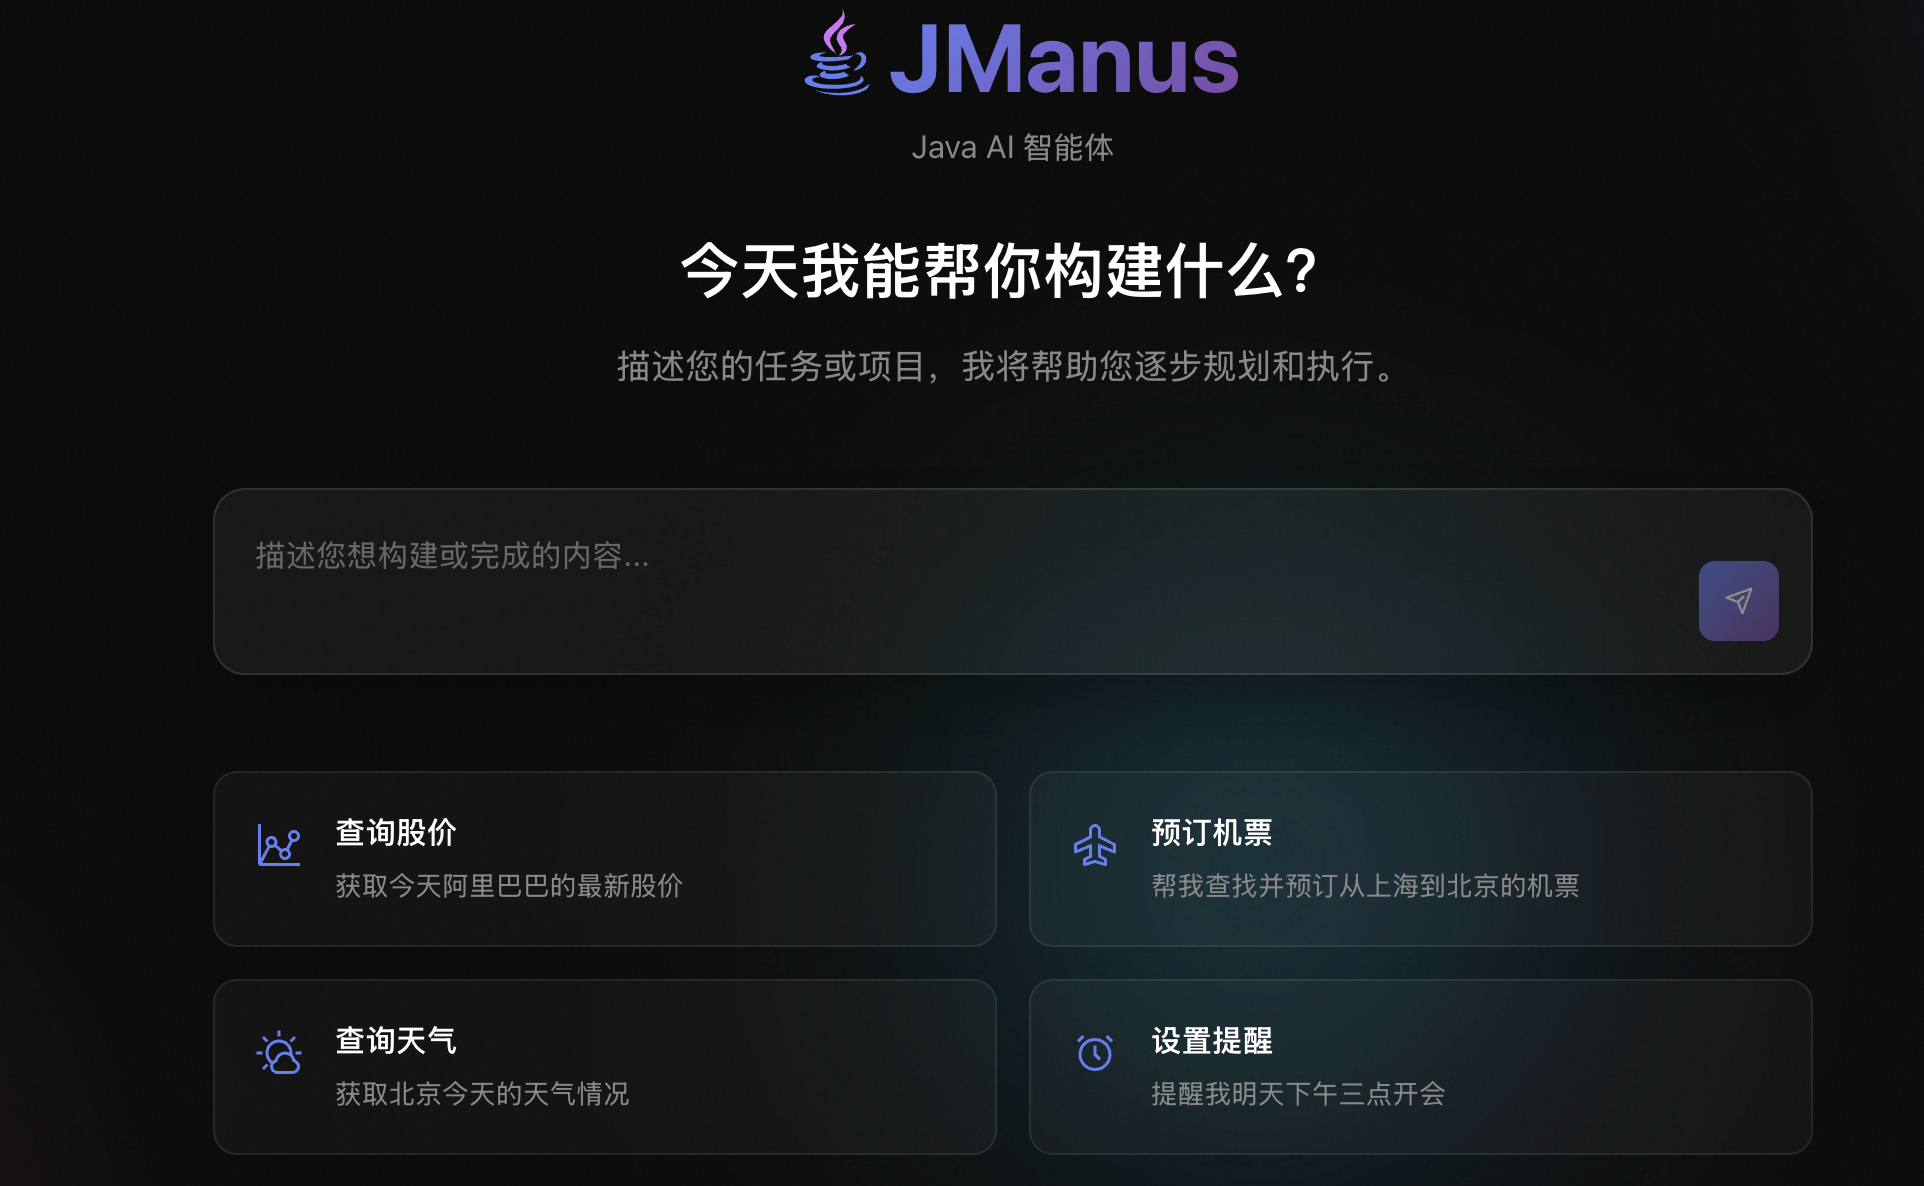 JManus
Java AI 智能体
今天我能帮你构建什么?
描述您的任务或项目，我将帮助您逐步规划和执行。
描述您想构建或完成的内容...
查询股价
获取今天阿里巴巴的最新股价
预订机票
帮我查找并预订从上海到北京的机票
查询天气
获取北京今天的天气情况
设置提醒
提醒我明天下午三点开会